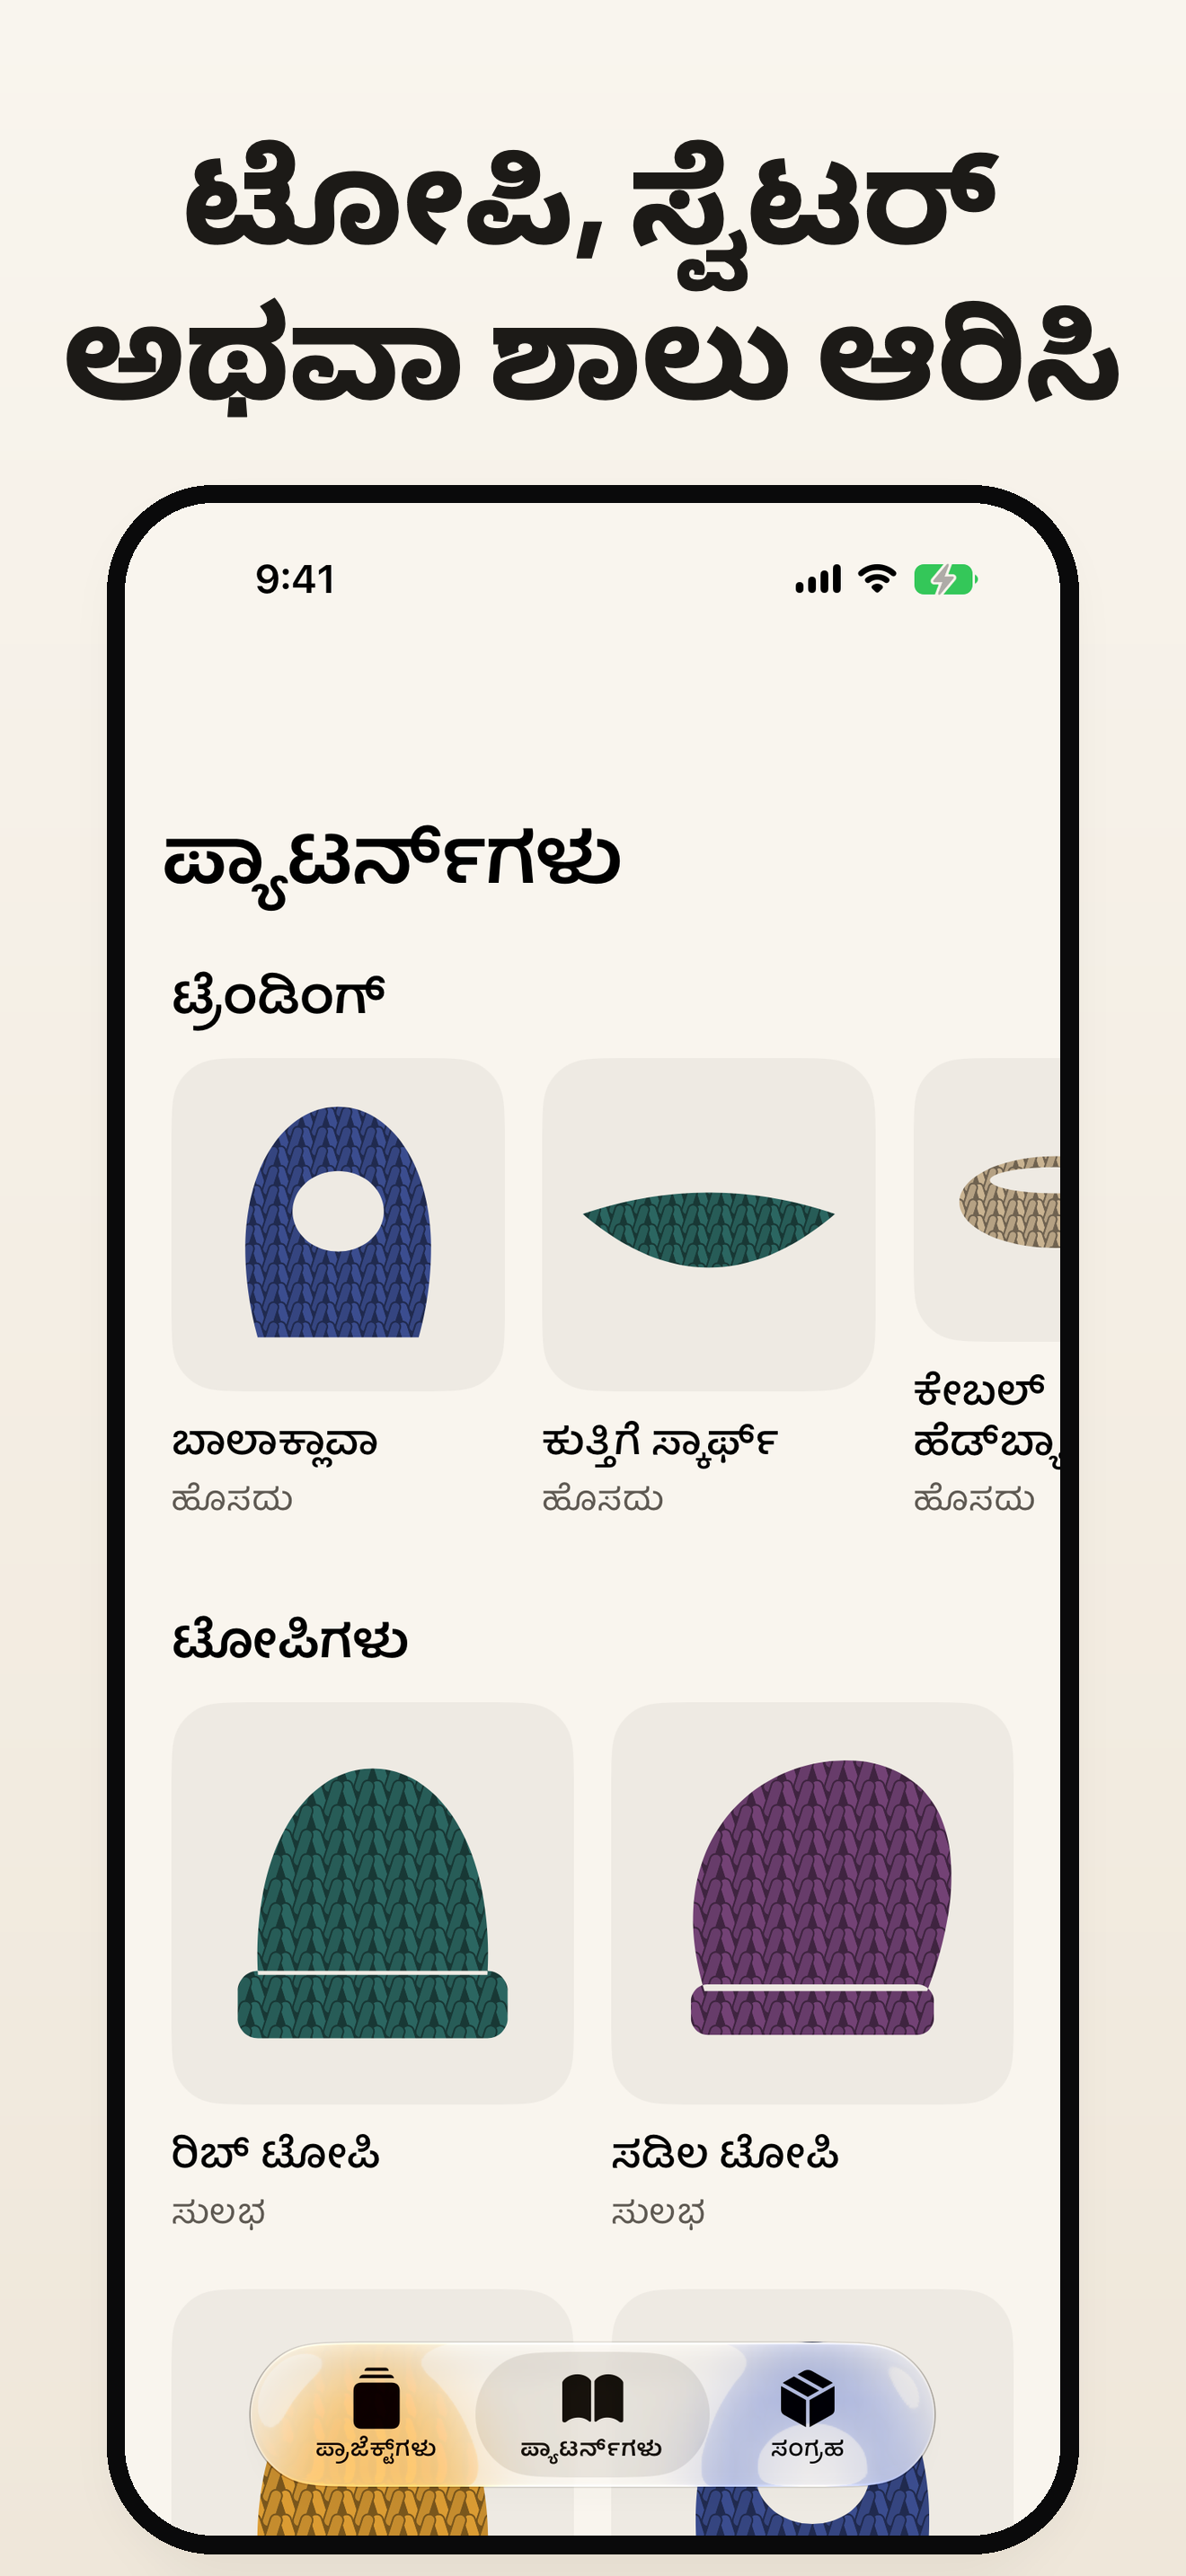 ಟೋಪಿ, ಸ್ವೆಟರ್
ಅಥವಾ ಶಾಲು ಆರಿಸಿ
9:41
ಪ್ಯಾಟರ್ನ್‌ಗಳು
ಟ್ರೆಂಡಿಂಗ್
ಬಾಲಾಕ್ಲಾವಾ
ಹೊಸದು
ಕುತ್ತಿಗೆ ಸ್ಕಾರ್ಫ್
ಹೊಸದು
ಕೇಬಲ್
ಹೆಡ್‌ಬ್ಯಾ
ಹೊಸದು
ಟೋಪಿಗಳು
ರಿಬ್ ಟೋಪಿ
ಸುಲಭ
ಸಡಿಲ ಟೋಪಿ
ಸುಲಭ
ಪ್ರಾಜೆಕ್ಟ್‌ಗಳು
ಪ್ಯಾಟರ್ನ್‌ಗಳು
ಸಂಗ್ರಹ